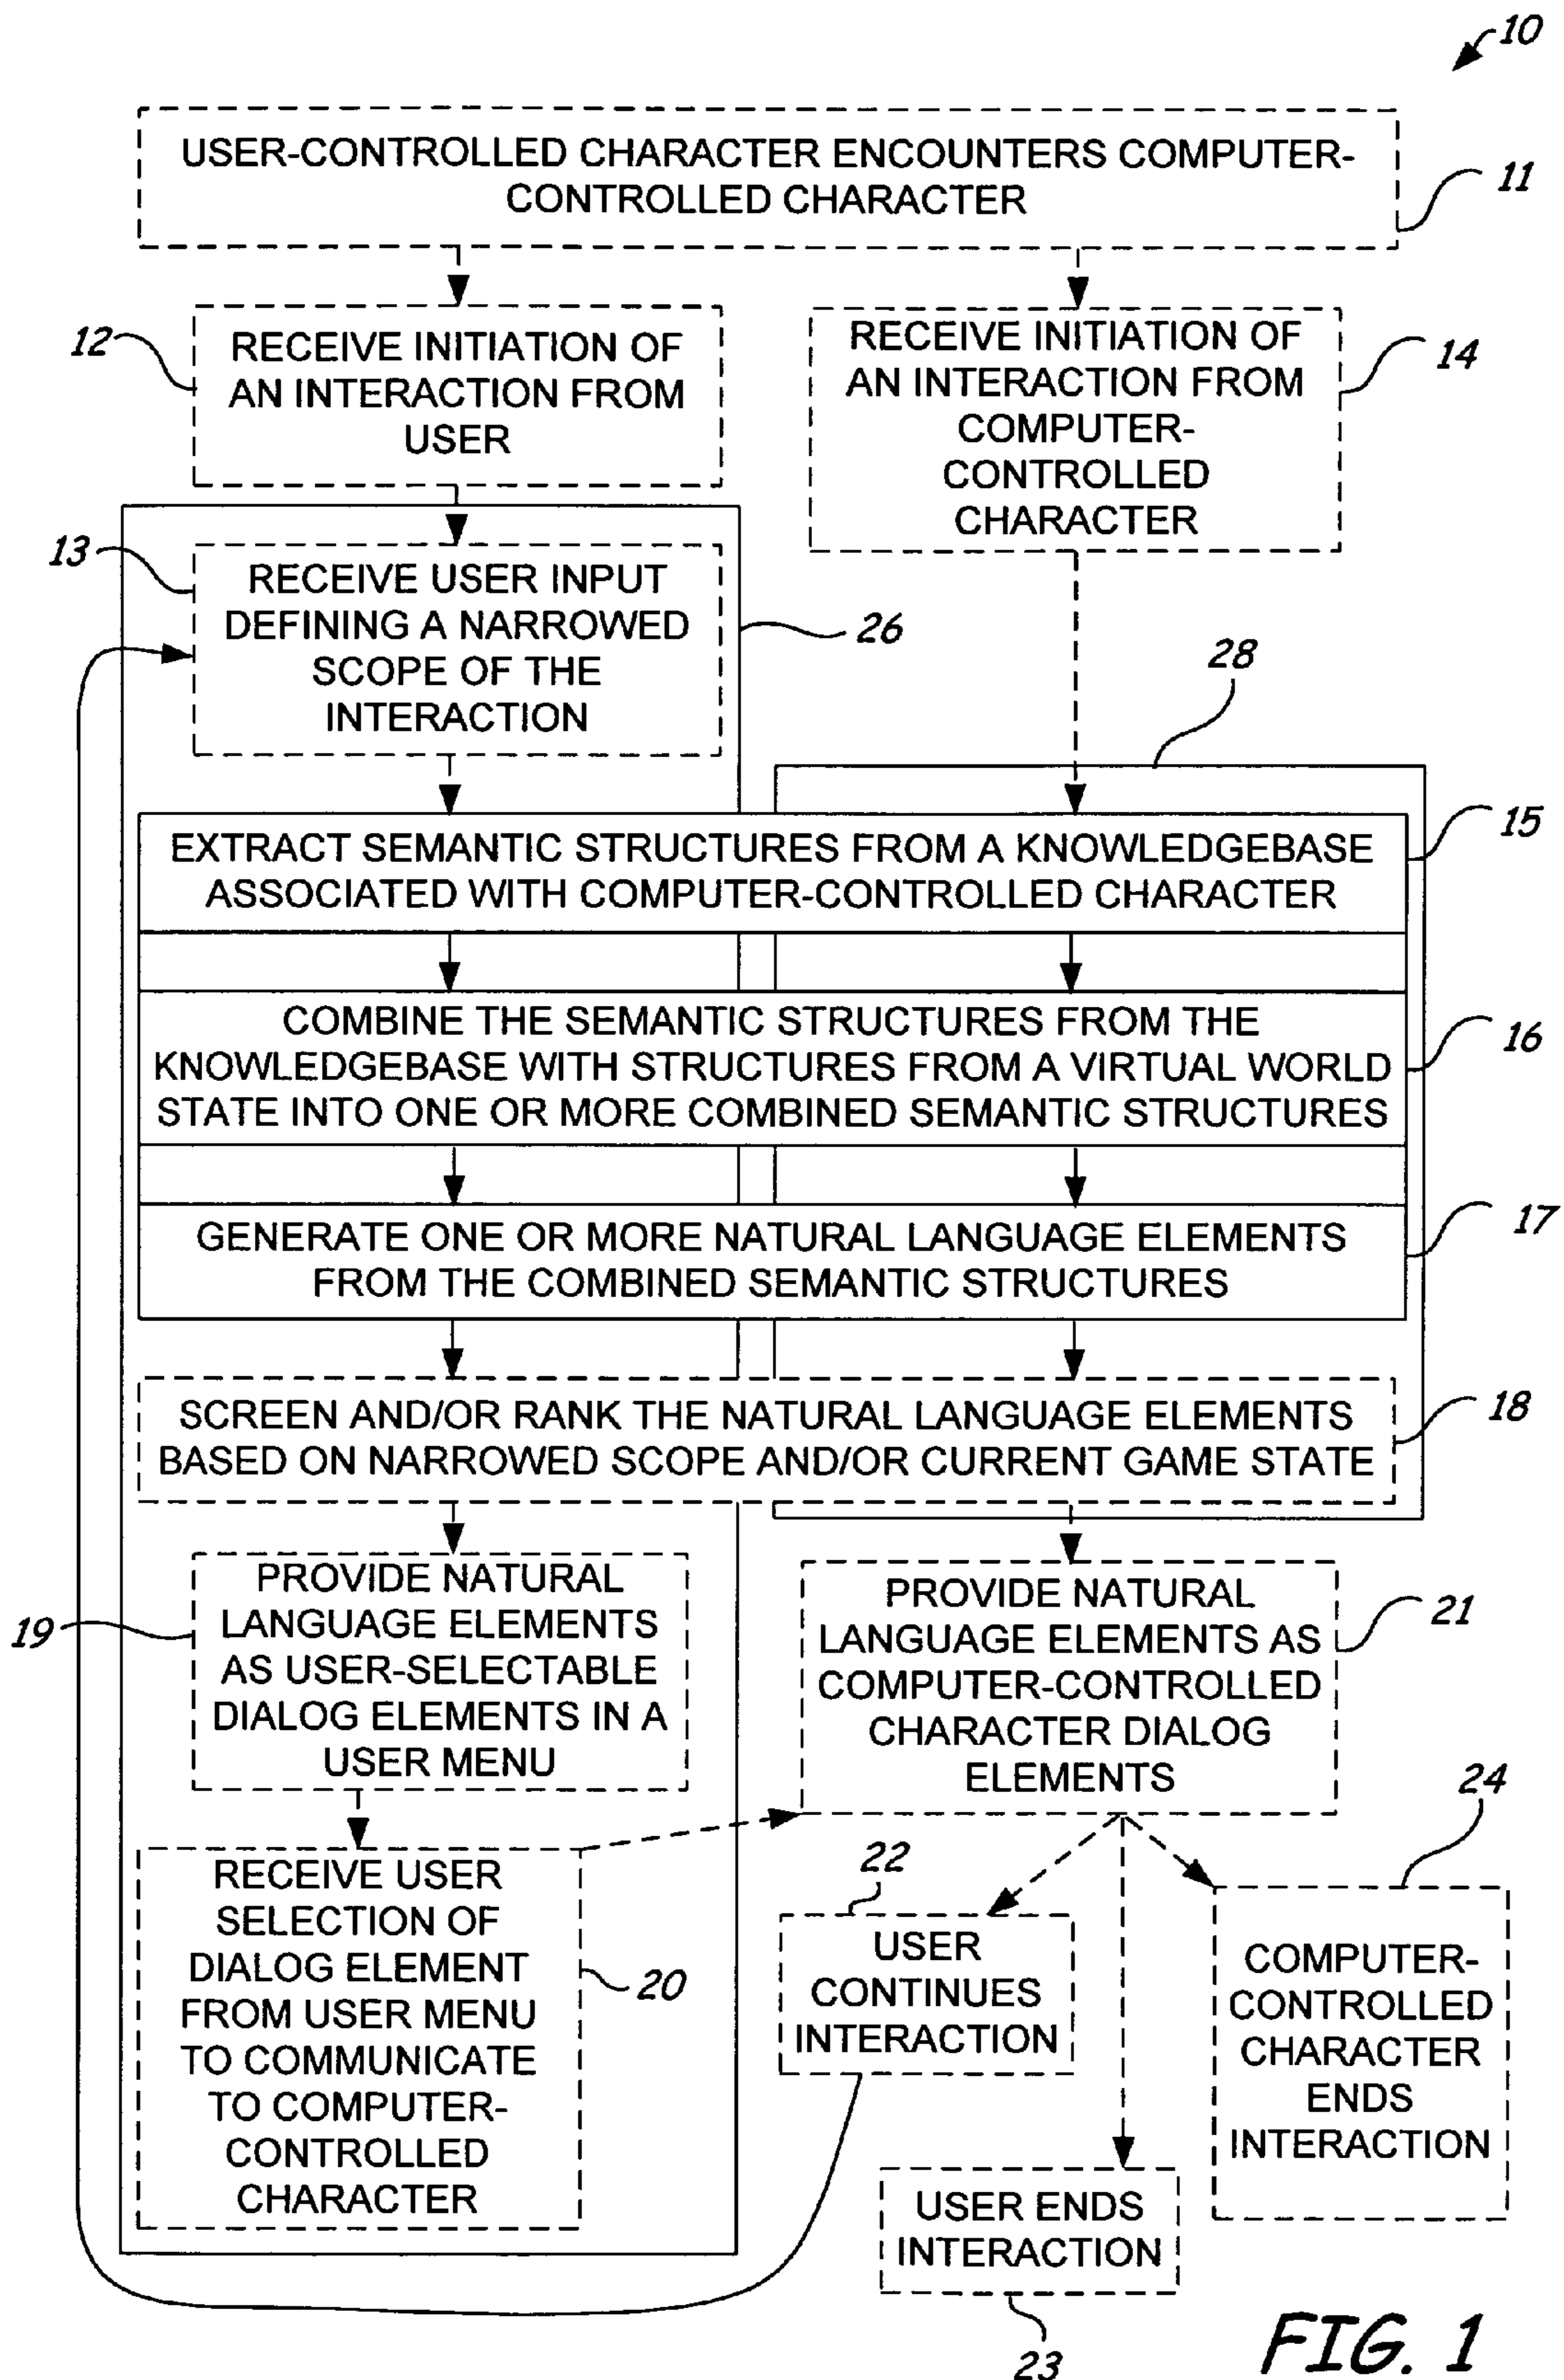 10
USER-CONTROLLED CHARACTER ENCOUNTERS COMPUTER-
CONTROLLED CHARACTER
11
12
RECEIVE INITIATION OF
AN INTERACTION FROM
USER
RECEIVE INITIATION OF
AN INTERACTION FROM
COMPUTER-
CONTROLLED
CHARACTER
14
13
RECEIVE USER INPUT
DEFINING A NARROWED
SCOPE OF THE
INTERACTION
26
28
EXTRACT SEMANTIC STRUCTURES FROM A KNOWLEDGEBASE
ASSOCIATED WITH COMPUTER-CONTROLLED CHARACTER
15
COMBINE THE SEMANTIC STRUCTURES FROM THE
KNOWLEDGEBASE WITH STRUCTURES FROM A VIRTUAL WORLD
STATE INTO ONE OR MORE COMBINED SEMANTIC STRUCTURES
16
GENERATE ONE OR MORE NATURAL LANGUAGE ELEMENTS
FROM THE COMBINED SEMANTIC STRUCTURES
17
SCREEN AND/OR RANK THE NATURAL LANGUAGE ELEMENTS
BASED ON NARROWED SCOPE AND/OR CURRENT GAME STATE
18
19
PROVIDE NATURAL
LANGUAGE ELEMENTS
AS USER-SELECTABLE
DIALOG ELEMENTS IN A
USER MENU
PROVIDE NATURAL
LANGUAGE ELEMENTS AS
COMPUTER-CONTROLLED
CHARACTER DIALOG
ELEMENTS
21
RECEIVE USER
SELECTION OF
DIALOG ELEMENT
FROM USER MENU
TO COMMUNICATE
TO COMPUTER-
CONTROLLED
CHARACTER
20
22
USER
CONTINUES
INTERACTION
24
COMPUTER-
CONTROLLED
CHARACTER
ENDS
INTERACTION
USER ENDS
INTERACTION
23
FIG. 1